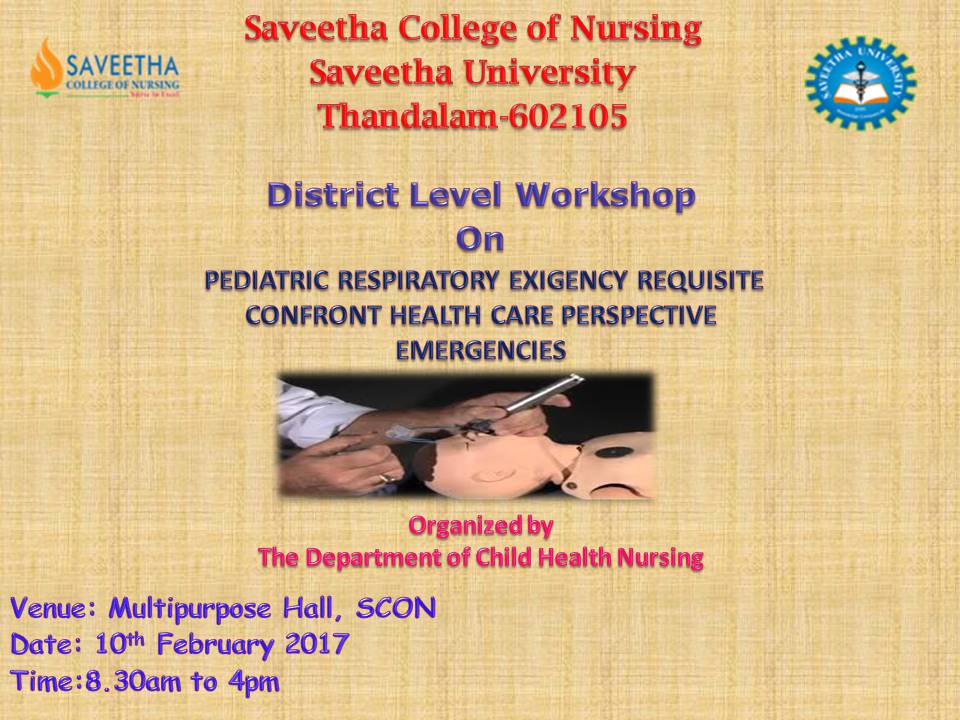 Saveetha College of Nursing
Saveetha University
Thandalam-602105
SAVEETHA
COLLEGE OF NURSING
SAVEETHA UNIVERSITY
District Level Workshop
On
PEDIATRIC RESPIRATORY EXIGENCY REQUISITE
CONFRONT HEALTH CARE PERSPECTIVE
EMERGENCIES
Organized by
The Department of Child Health Nursing
Venue: Multipurpose Hall, SCON
Date: 10th February 2017
Time:8.30am to 4pm